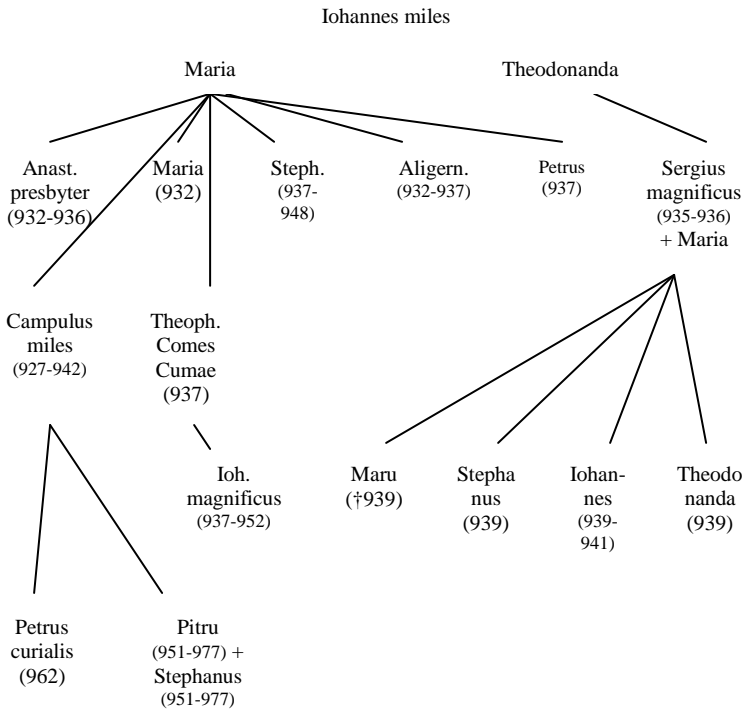 Iohannes miles
Maria
Theodonanda
Anast.
presbyter
(932-936)
Maria
(932)
Steph.
(937-
948)
Aligern.
(932-937)
Petrus
(937)
Sergius
magnificus
(935-936)
+ Maria
Campulus
miles
(927-942)
Theoph.
Comes
Cumae
(937)
Ioh.
magnificus
(937-952)
Maru
(†939)
Stepha
nus
(939)
Iohan-
nes
(939-
941)
Theodo
nanda
(939)
Petrus
curialis
(962)
Pitru
(951-977) +
Stephanus
(951-977)